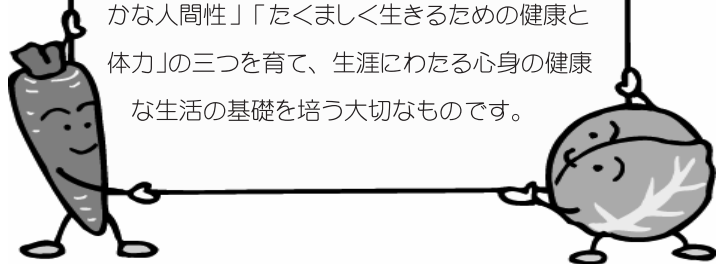 かな人間性」「たくましく生きるための健康と
体力」の三つを育て、生涯にわたる心身の健康
な生活の基礎を培う大切なものです。